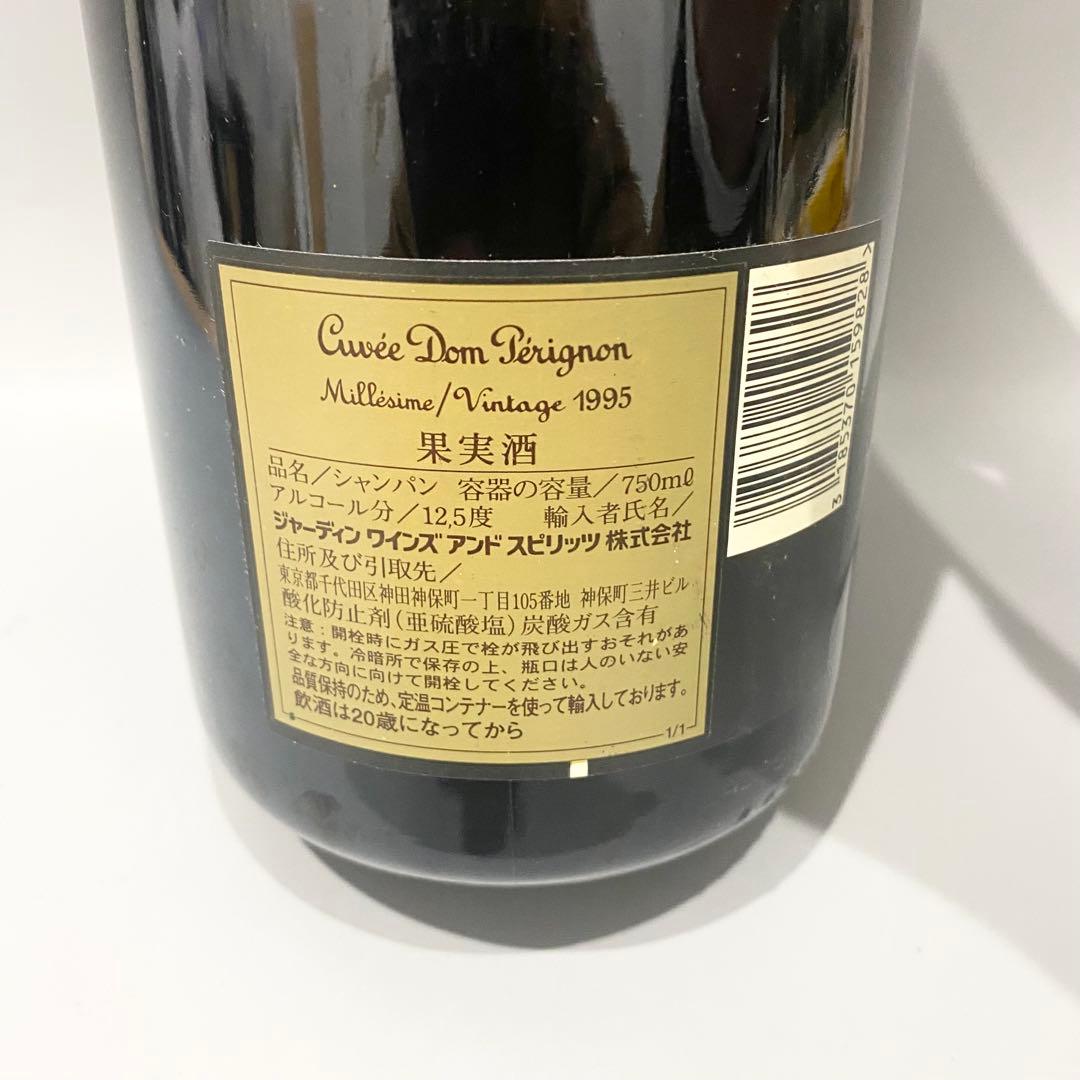 Cuvée Dom Pérignon
Millésime/Vintage 1995
果実酒
品名／シャンパン 容器の容量／750mℓ
アルコール分／12,5度 輸入者氏名／
ジャーディン ワインズ アンド スピリッツ 株式会社
住所及び引取先／
東京都千代田区神田神保町一丁目105番地 神保町三井ビル
酸化防止剤(亜硫酸塩)炭酸ガス含有
注意：開栓時にガス圧で栓が飛び出すおそれがあ
ります。冷暗所で保存の上、瓶口は人のいない安
全な方向に向けて開栓してください。
品質保持のため、定温コンテナーを使って輸入しております。
飲酒は20歳になってから
1/1
3 185370 159828 >